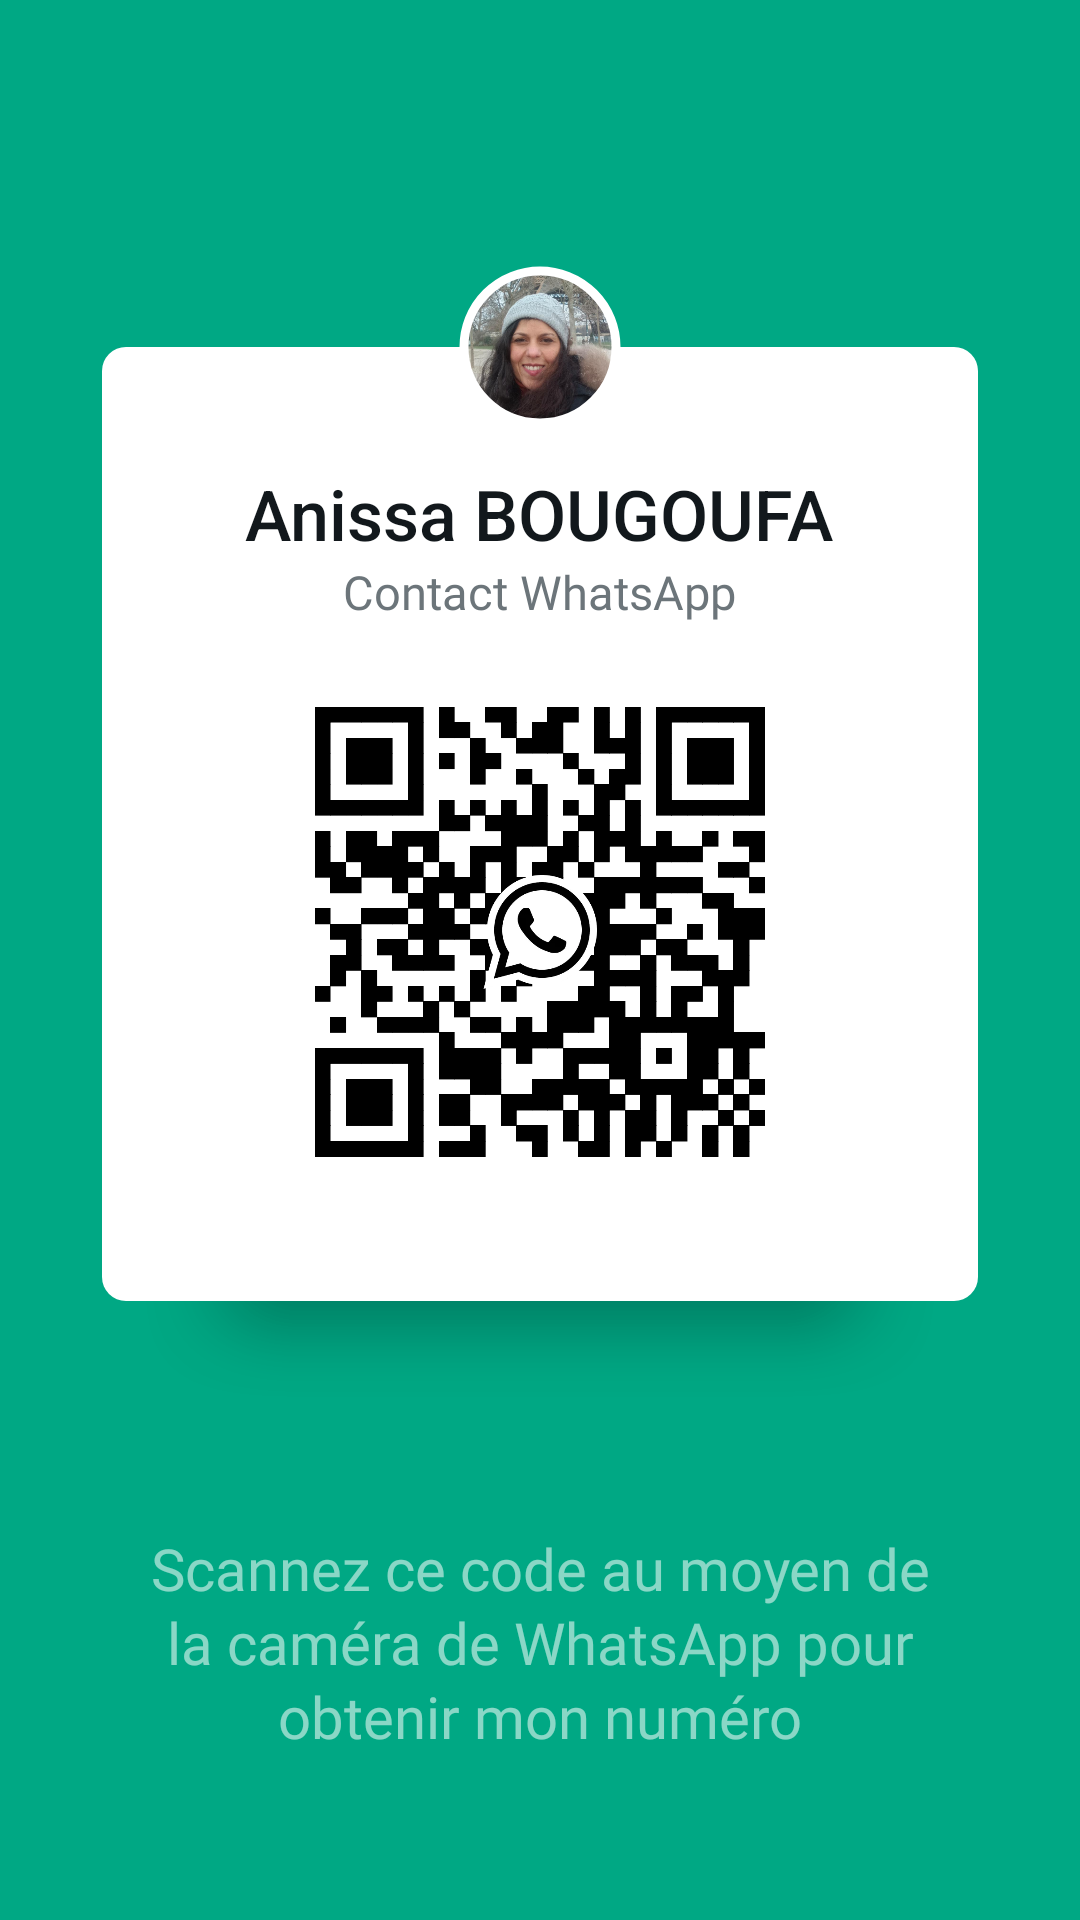 Anissa BOUGOUFA
Contact WhatsApp
Scannez ce code au moyen de
la caméra de WhatsApp pour
obtenir mon numéro